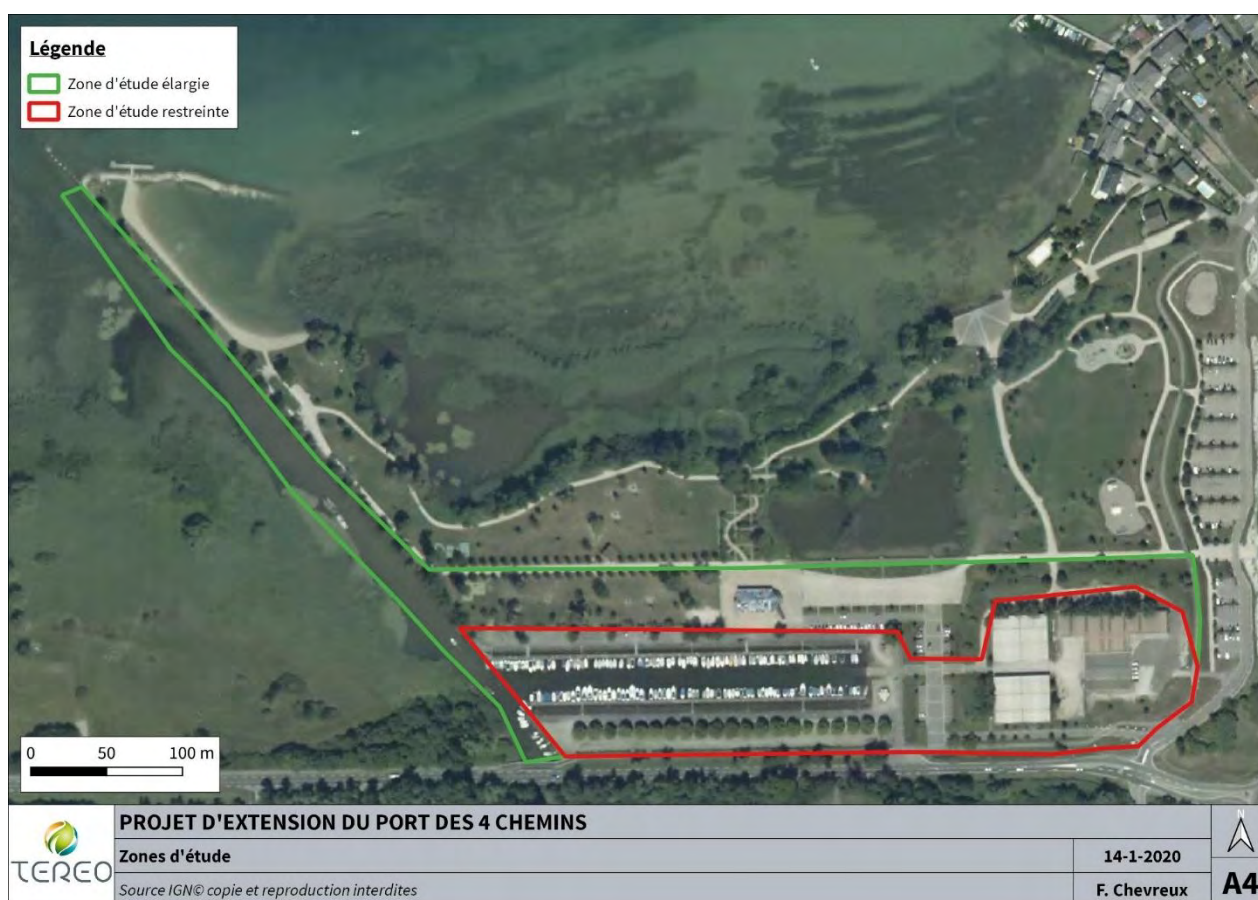 Légende
Zone d'étude élargie
Zone d'étude restreinte
0 50 100 m
TEREO
PROJET D'EXTENSION DU PORT DES 4 CHEMINS
Zones d'étude
14-1-2020
Source IGN© copie et reproduction interdites
F. Chevreux
N
A4